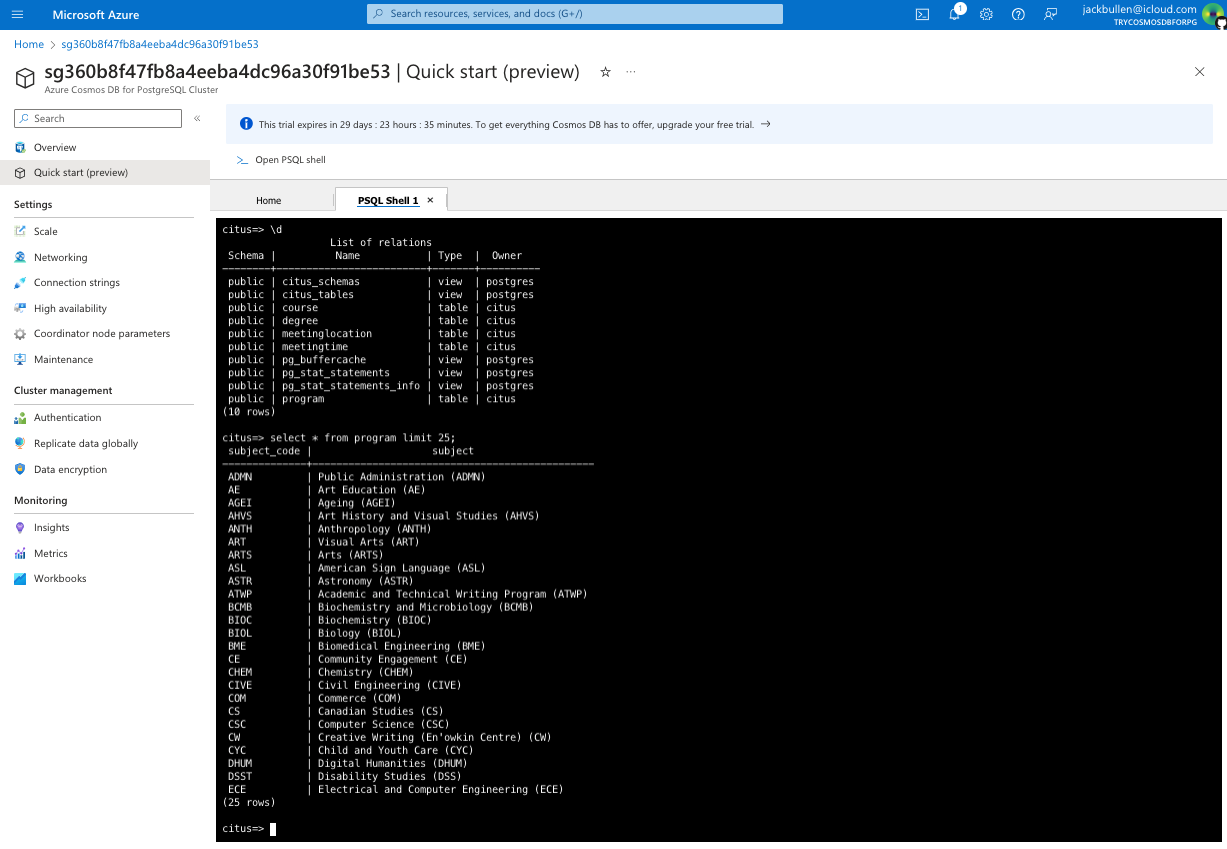 Microsoft Azure
Search resources, services, and docs (G+/)
1
jackbullen@icloud.com
TRYCOSMOSDBFORPG
Home > sg360b8f47fb8a4eeba4dc96a30f91be53
sg360b8f47fb8a4eeba4dc96a30f91be53 | Quick start (preview)
Azure Cosmos DB for PostgreSQL Cluster
Search
«
Overview
Quick start (preview)
Settings
Scale
Networking
Connection strings
High availability
Coordinator node parameters
Maintenance
Cluster management
Authentication
Replicate data globally
Data encryption
Monitoring
Insights
Metrics
Workbooks
This trial expires in 29 days : 23 hours : 35 minutes. To get everything Cosmos DB has to offer, upgrade your free trial. →
Open PSQL shell
Home
PSQL Shell 1 ×
citus=> \d
List of relations
Schema | Name | Type | Owner
--------+-------------------------+-------+----------
public | citus_schemas | view | postgres
public | citus_tables | view | postgres
public | course | table | citus
public | degree | table | citus
public | meetinglocation | table | citus
public | meetingtime | table | citus
public | pg_buffercache | view | postgres
public | pg_stat_statements | view | postgres
public | pg_stat_statements_info | view | postgres
public | program | table | citus
(10 rows)
citus=> select * from program limit 25;
subject_code | subject
--------------+-----------------------------------------------
ADMN | Public Administration (ADMN)
AE | Art Education (AE)
AGEI | Ageing (AGEI)
AHVS | Art History and Visual Studies (AHVS)
ANTH | Anthropology (ANTH)
ART | Visual Arts (ART)
ARTS | Arts (ARTS)
ASL | American Sign Language (ASL)
ASTR | Astronomy (ASTR)
ATWP | Academic and Technical Writing Program (ATWP)
BCMB | Biochemistry and Microbiology (BCMB)
BIOC | Biochemistry (BIOC)
BIOL | Biology (BIOL)
BME | Biomedical Engineering (BME)
CE | Community Engagement (CE)
CHEM | Chemistry (CHEM)
CIVE | Civil Engineering (CIVE)
COM | Commerce (COM)
CS | Canadian Studies (CS)
CSC | Computer Science (CSC)
CW | Creative Writing (En'owkin Centre) (CW)
CYC | Child and Youth Care (CYC)
DHUM | Digital Humanities (DHUM)
DSST | Disability Studies (DSS)
ECE | Electrical and Computer Engineering (ECE)
(25 rows)
citus=>